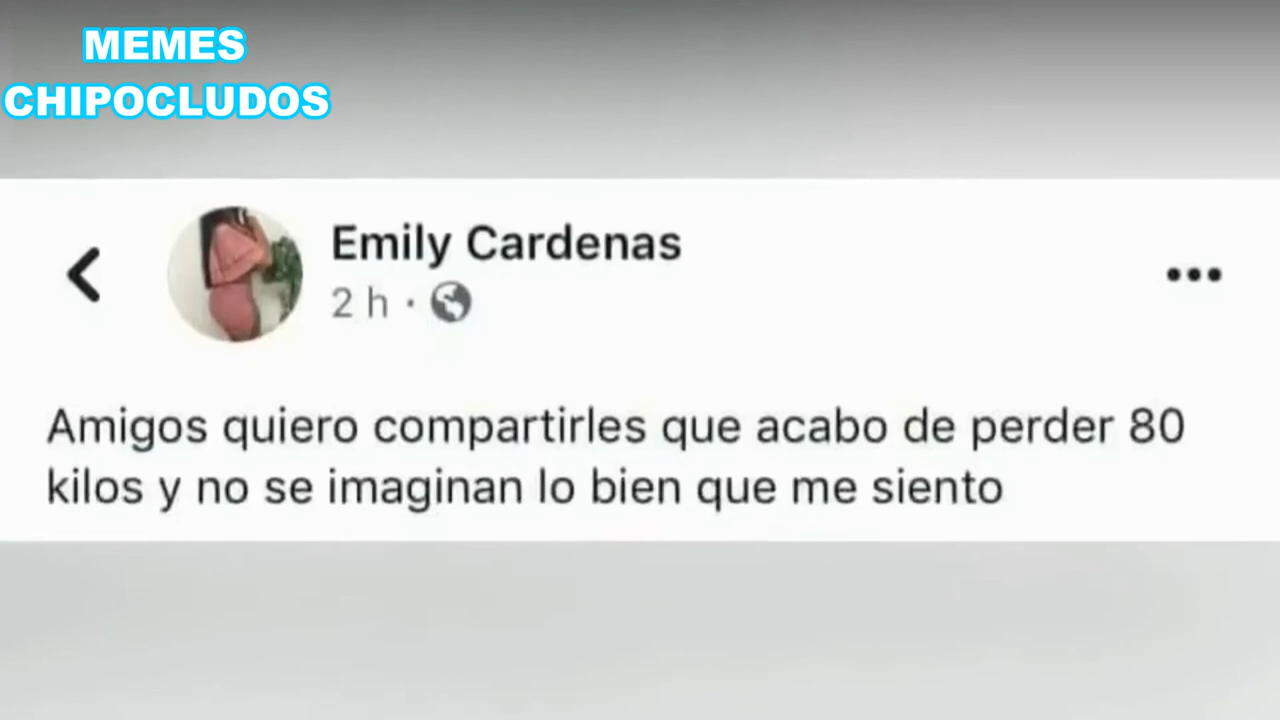 MEMES
CHIPOCLUDOS
Emily Cardenas
2 h ·
Amigos quiero compartirles que acabo de perder 80
kilos y no se imaginan lo bien que me siento